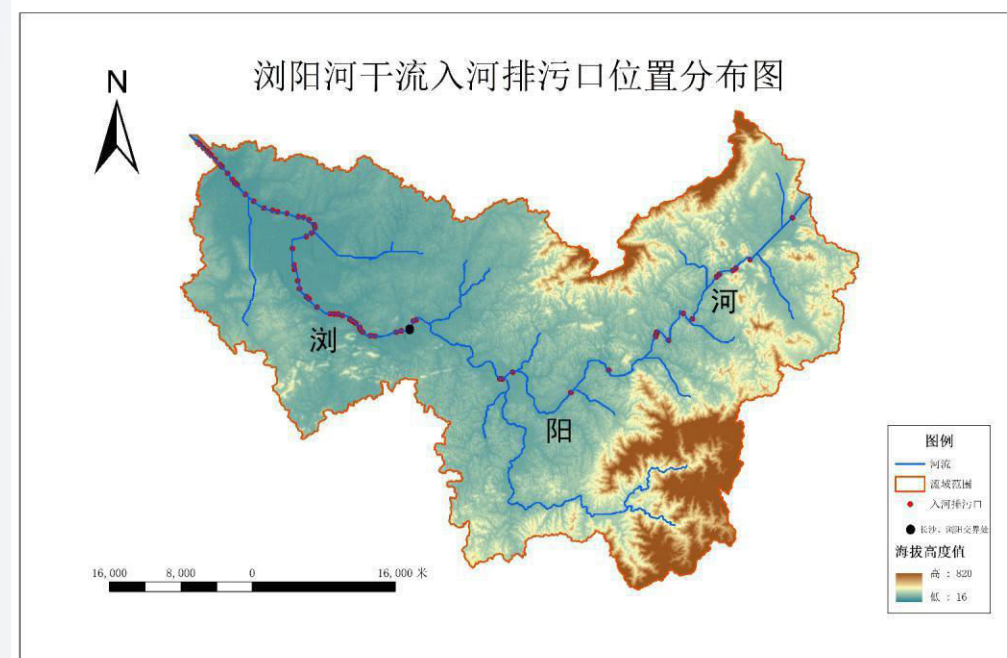 浏阳河干流入河排污口位置分布图
N
河
浏
阳
图例
河流
流域范围
入河排污口
长沙、浏阳交界处
海拔高度值
高 : 820
低 : 16
16,000 8,000 0 16,000 米